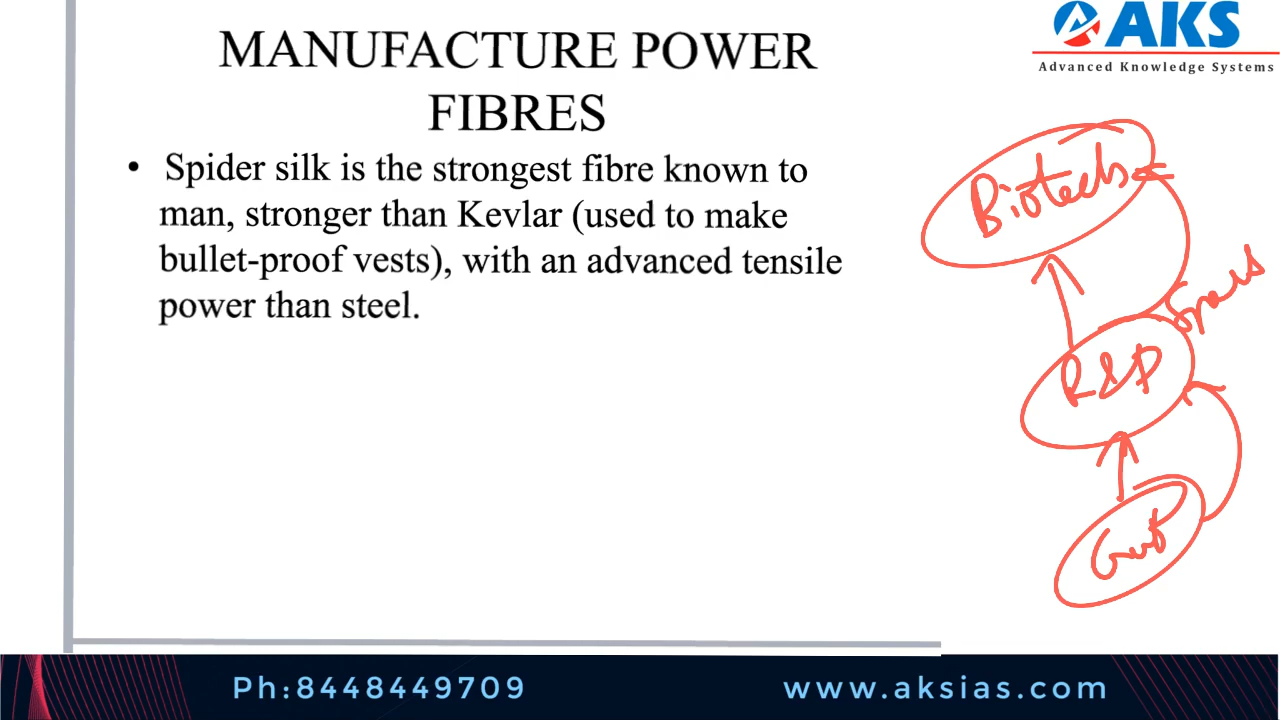 MANUFACTURE POWER
FIBRES
• Spider silk is the strongest fibre known to
man, stronger than Kevlar (used to make
bullet-proof vests), with an advanced tensile
power than steel.
AKS
Advanced Knowledge Systems
Biotech
R&D
Govt
Ph:8448449709
www.aksias.com